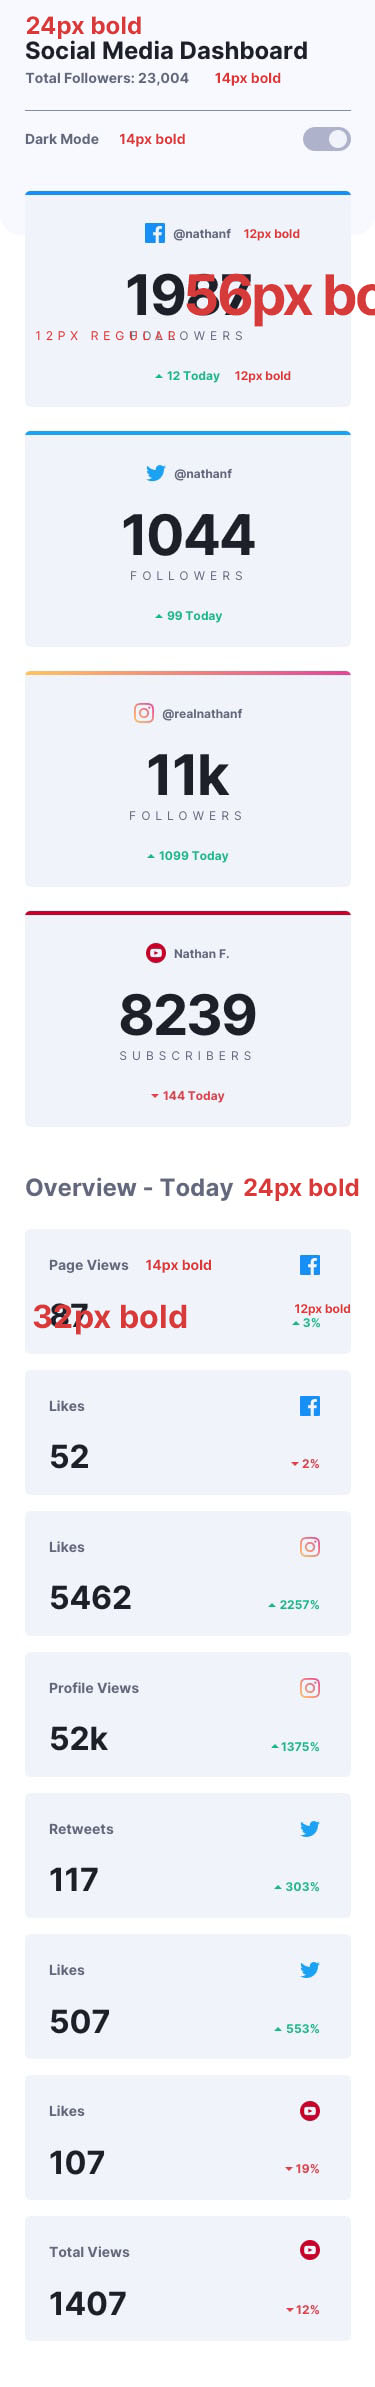 24px bold
Social Media Dashboard
Total Followers: 23,004 14px bold
Dark Mode 14px bold
@nathanf 12px bold
1987 56px bo
12PX REGULAR FOLLOWERS
12 Today 12px bold
@nathanf
1044
FOLLOWERS
99 Today
@realnathanf
11k
FOLLOWERS
1099 Today
Nathan F.
8239
SUBSCRIBERS
144 Today
Overview - Today 24px bold
Page Views 14px bold
87 32px bold
12px bold
3%
Likes
52 2%
Likes
5462 2257%
Profile Views
52k 1375%
Retweets
117 303%
Likes
507 553%
Likes
107 19%
Total Views
1407 12%